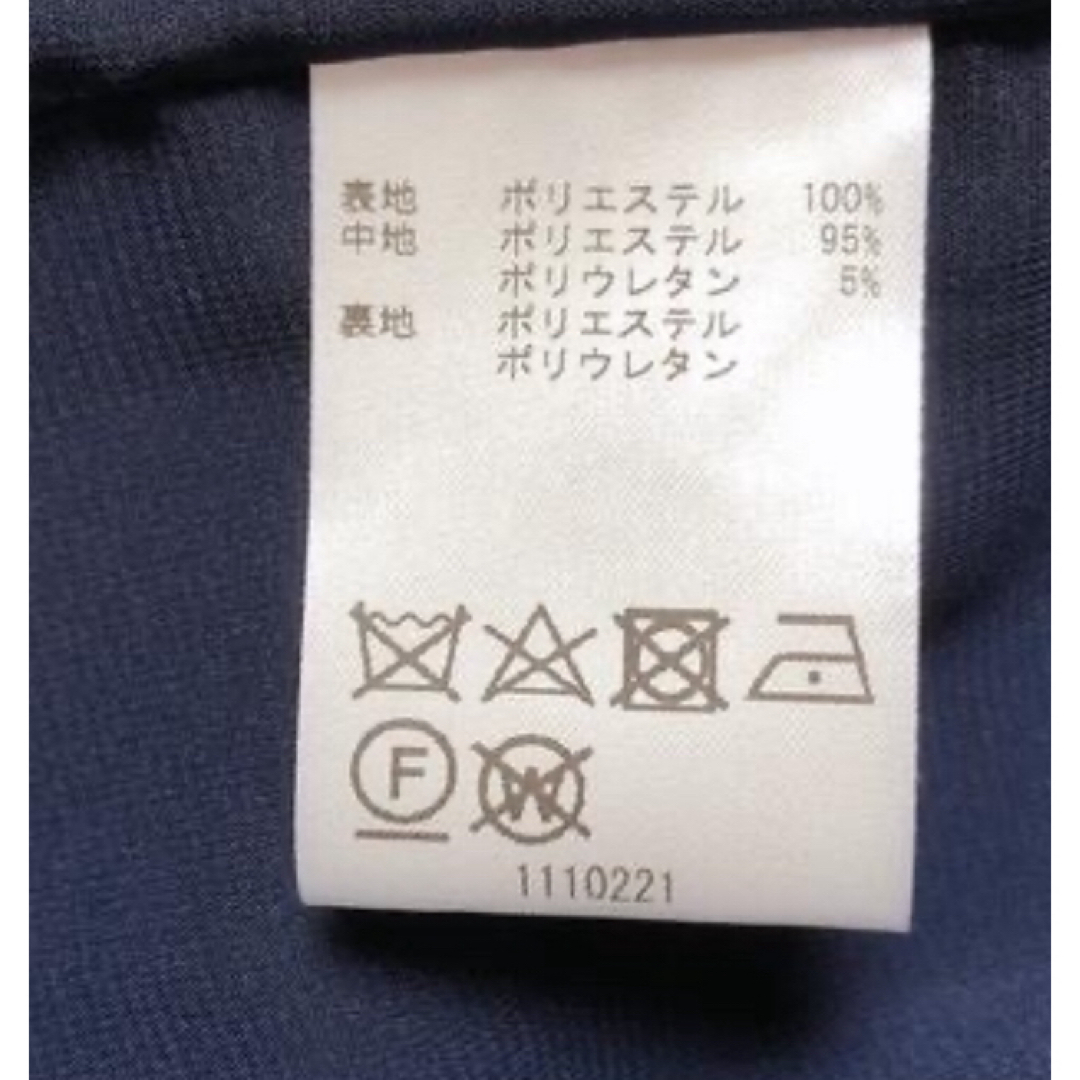 表地 ポリエステル 100%
中地 ポリエステル 95%
ポリウレタン 5%
裏地 ポリエステル
ポリウレタン
F
W
1110221